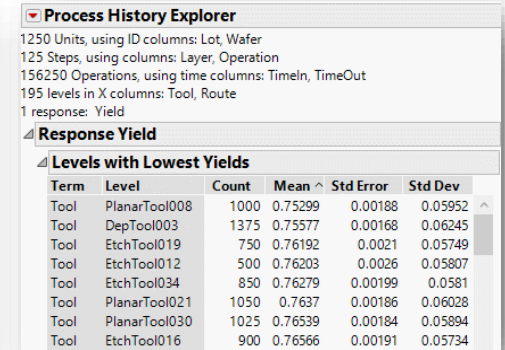 Process History Explorer
1250 Units, using ID columns: Lot, Wafer
125 Steps, using columns: Layer, Operation
156250 Operations, using time columns: TimeIn, TimeOut
195 levels in X columns: Tool, Route
1 response: Yield
Response Yield
Levels with Lowest Yields
Term Level Count Mean ^ Std Error Std Dev
Tool PlanarTool008 1000 0.75299 0.00188 0.05952
Tool DepTool003 1375 0.75577 0.00168 0.06245
Tool EtchTool019 750 0.76192 0.0021 0.05749
Tool EtchTool012 500 0.76203 0.0026 0.05807
Tool EtchTool034 850 0.76279 0.00199 0.0581
Tool PlanarTool021 1050 0.7637 0.00186 0.06028
Tool PlanarTool030 1025 0.76539 0.00184 0.05894
Tool EtchTool016 900 0.76566 0.00191 0.05734